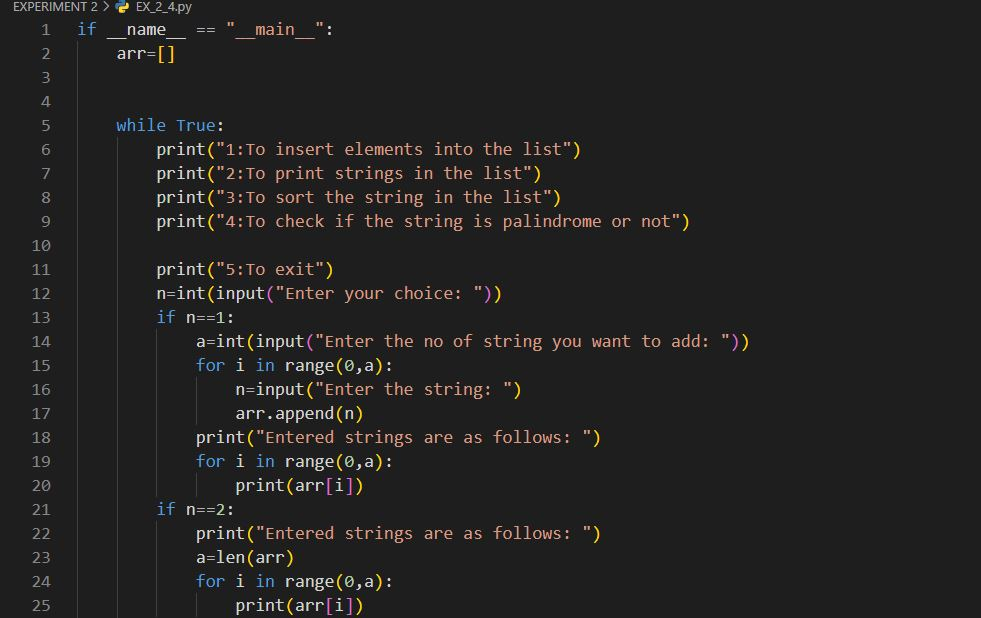 EXPERIMENT 2 > EX_2_4.py
1 if __name__ == "__main__":
2     arr=[]
3
4
5     while True:
6         print("1:To insert elements into the list")
7         print("2:To print strings in the list")
8         print("3:To sort the string in the list")
9         print("4:To check if the string is palindrome or not")
10
11         print("5:To exit")
12         n=int(input("Enter your choice: "))
13         if n==1:
14             a=int(input("Enter the no of string you want to add: "))
15             for i in range(0,a):
16                 n=input("Enter the string: ")
17                 arr.append(n)
18             print("Entered strings are as follows: ")
19             for i in range(0,a):
20                 print(arr[i])
21         if n==2:
22             print("Entered strings are as follows: ")
23             a=len(arr)
24             for i in range(0,a):
25                 print(arr[i])